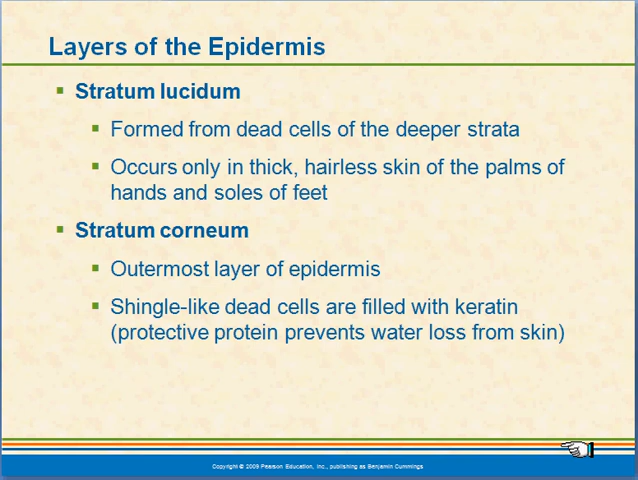 Layers of the Epidermis
Stratum lucidum
Formed from dead cells of the deeper strata
Occurs only in thick, hairless skin of the palms of
hands and soles of feet
Stratum corneum
Outermost layer of epidermis
Shingle-like dead cells are filled with keratin
(protective protein prevents water loss from skin)
Copyright © 2009 Pearson Education, Inc., publishing as Benjamin Cummings